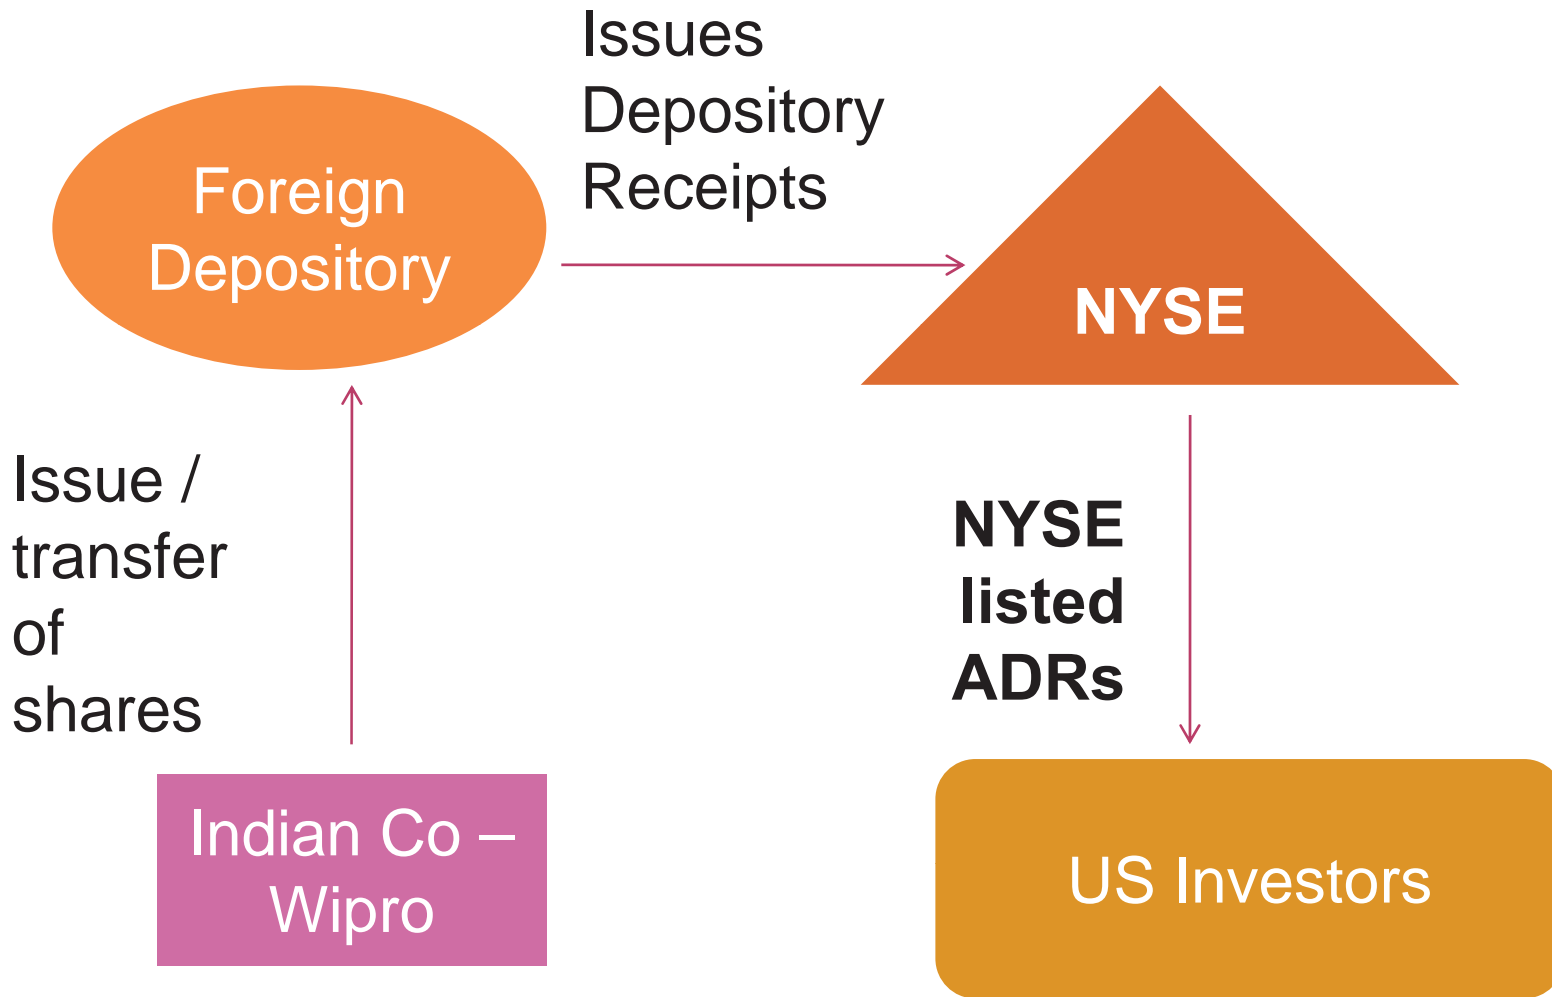 Issues
Depository
Receipts
Foreign
Depository
NYSE
Issue /
transfer
of
shares
NYSE
listed
ADRs
Indian Co –
Wipro
US Investors